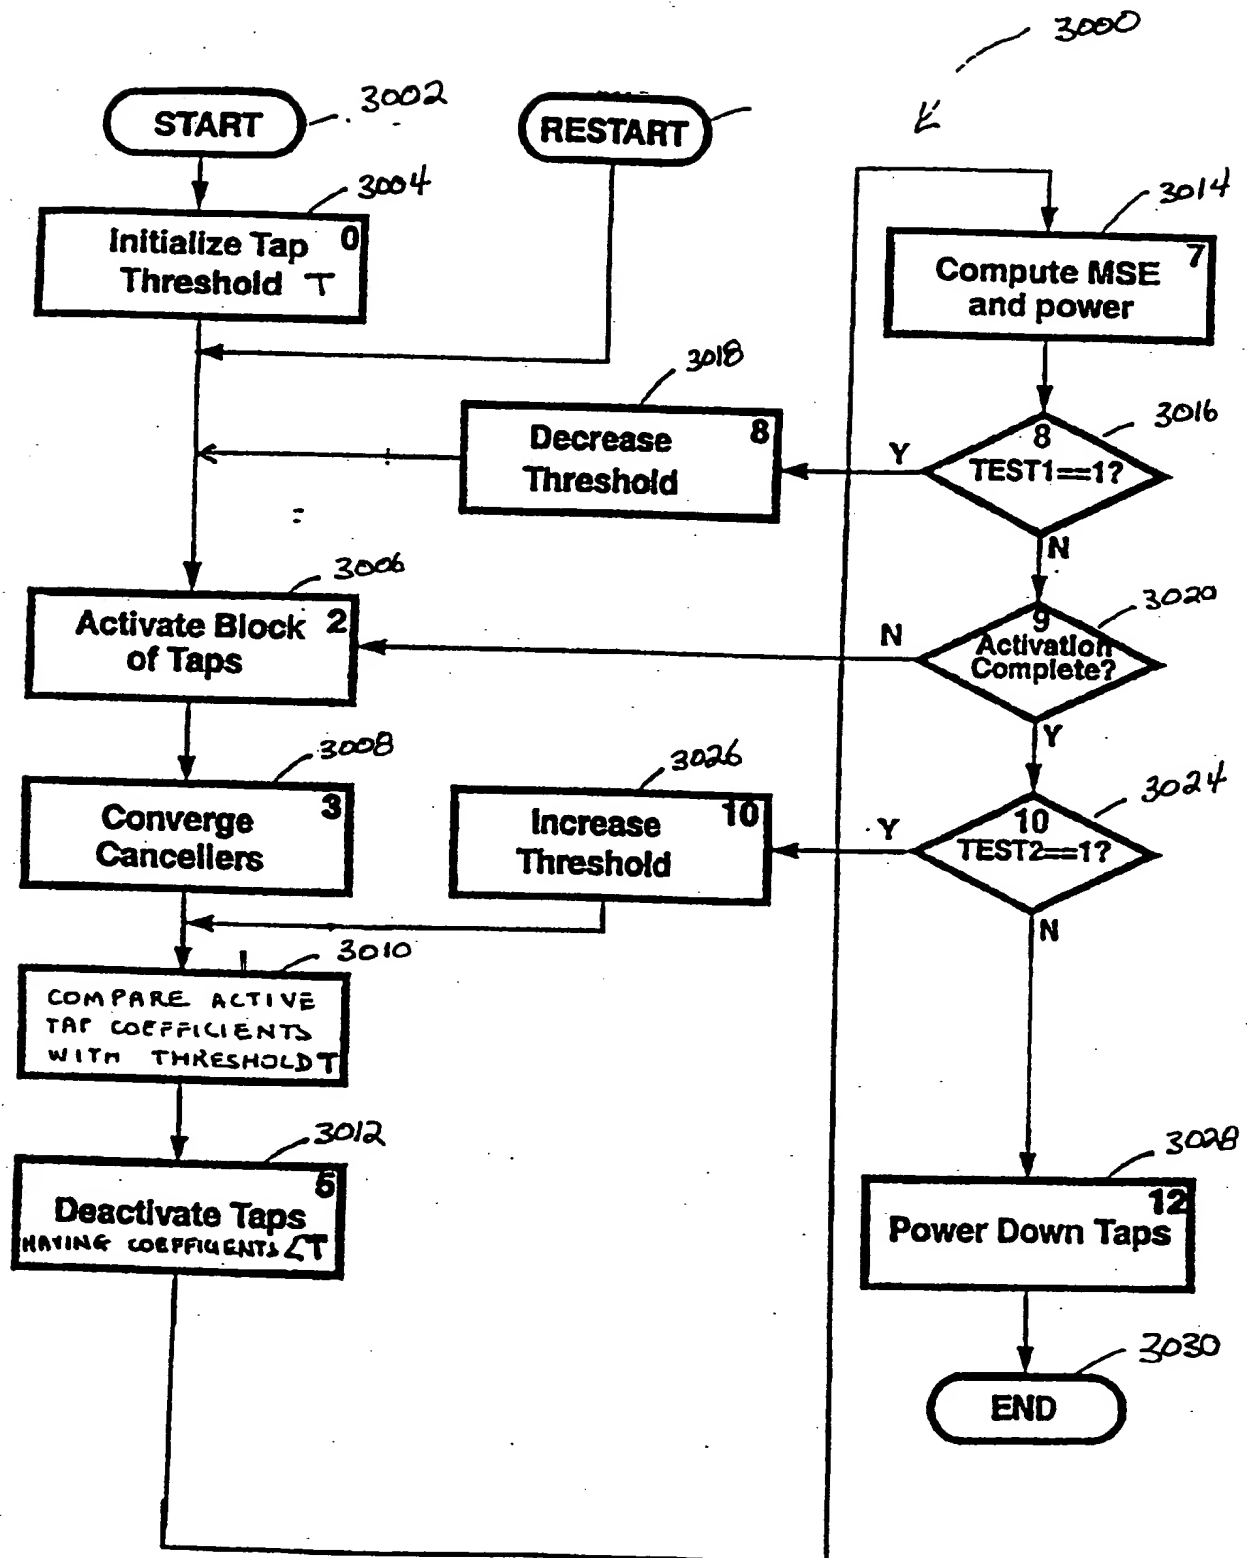 3000
START
3002
RESTART
3004
Initialize Tap 0
Threshold T
3014
Compute MSE 7
and power
3018
Decrease 8
Threshold
3016
8
TEST1==1?
Y
N
3006
Activate Block 2
of Taps
3020
9
Activation
Complete?
N
Y
3008
Converge 3
Cancellers
3026
Increase 10
Threshold
3024
10
TEST2==1?
Y
N
3010
COMPARE ACTIVE
TAP COEFFICIENTS
WITH THRESHOLD T
3012
Deactivate Taps
HAVING COEFFICIENTS <T
3028
12
Power Down Taps
3030
END